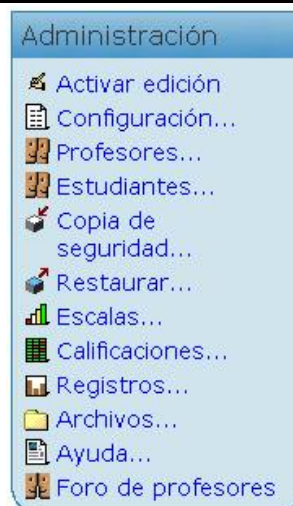 Administración
Activar edición
Configuración...
Profesores...
Estudiantes...
Copia de
seguridad...
Restaurar...
Escalas...
Calificaciones...
Registros...
Archivos...
Ayuda...
Foro de profesores